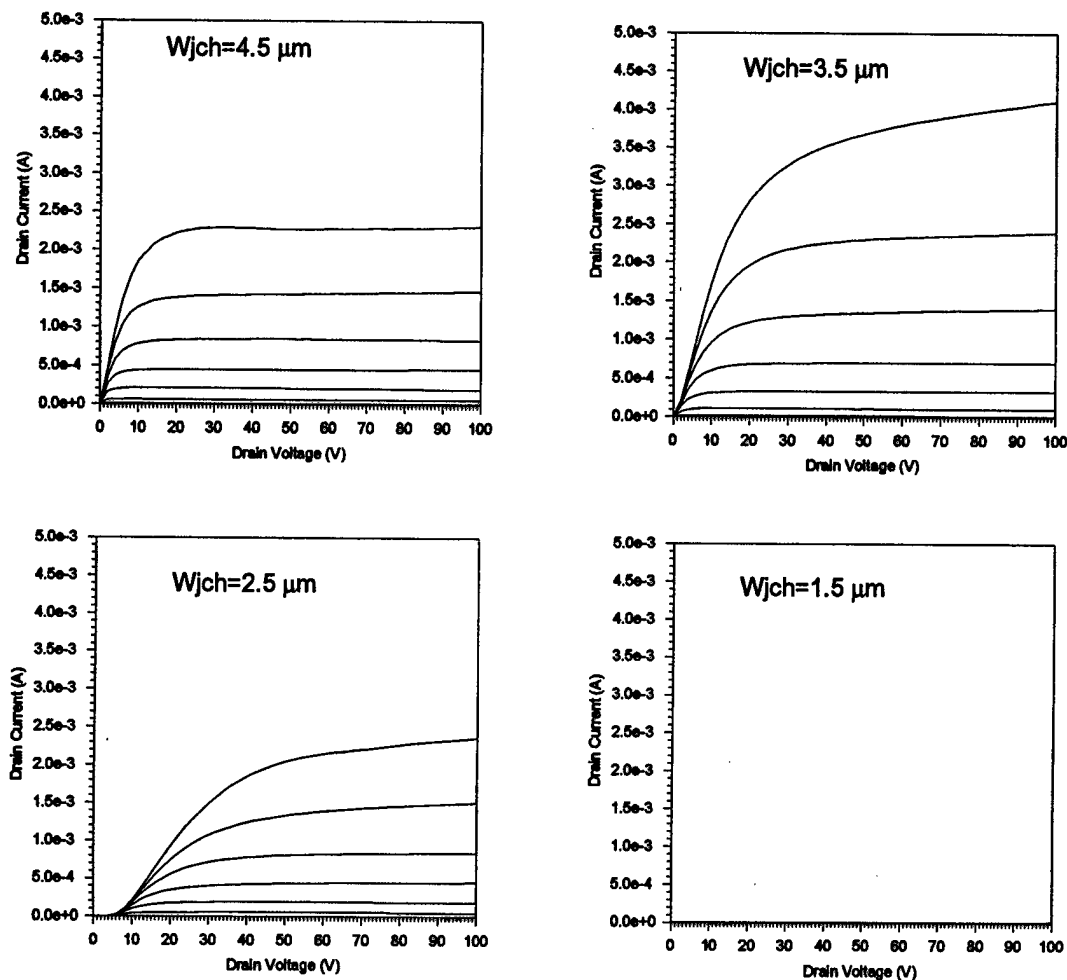 Wjch=4.5 µm
Drain Current (A)
5.0e-3
4.5e-3
4.0e-3
3.5e-3
3.0e-3
2.5e-3
2.0e-3
1.5e-3
1.0e-3
5.0e-4
0.0e+0
0 10 20 30 40 50 60 70 80 90 100
Drain Voltage (V)
Wjch=3.5 µm
Drain Current (A)
5.0e-3
4.5e-3
4.0e-3
3.5e-3
3.0e-3
2.5e-3
2.0e-3
1.5e-3
1.0e-3
5.0e-4
0.0e+0
0 10 20 30 40 50 60 70 80 90 100
Drain Voltage (V)
Wjch=2.5 µm
Drain Current (A)
5.0e-3
4.5e-3
4.0e-3
3.5e-3
3.0e-3
2.5e-3
2.0e-3
1.5e-3
1.0e-3
5.0e-4
0.0e+0
0 10 20 30 40 50 60 70 80 90 100
Drain Voltage (V)
Wjch=1.5 µm
Drain Current (A)
5.0e-3
4.5e-3
4.0e-3
3.5e-3
3.0e-3
2.5e-3
2.0e-3
1.5e-3
1.0e-3
5.0e-4
0.0e+0
0 10 20 30 40 50 60 70 80 90 100
Drain Voltage (V)